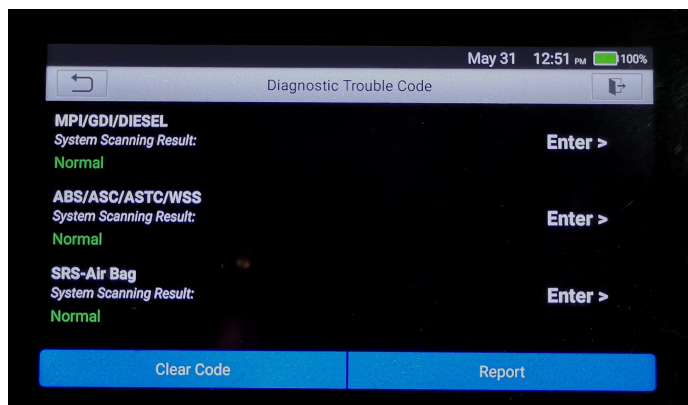 May 31 12:51 PM 100%
Diagnostic Trouble Code
MPI/GDI/DIESEL
System Scanning Result:
Enter >
Normal
ABS/ASC/ASTC/WSS
System Scanning Result:
Enter >
Normal
SRS-Air Bag
System Scanning Result:
Enter >
Normal
Clear Code Report